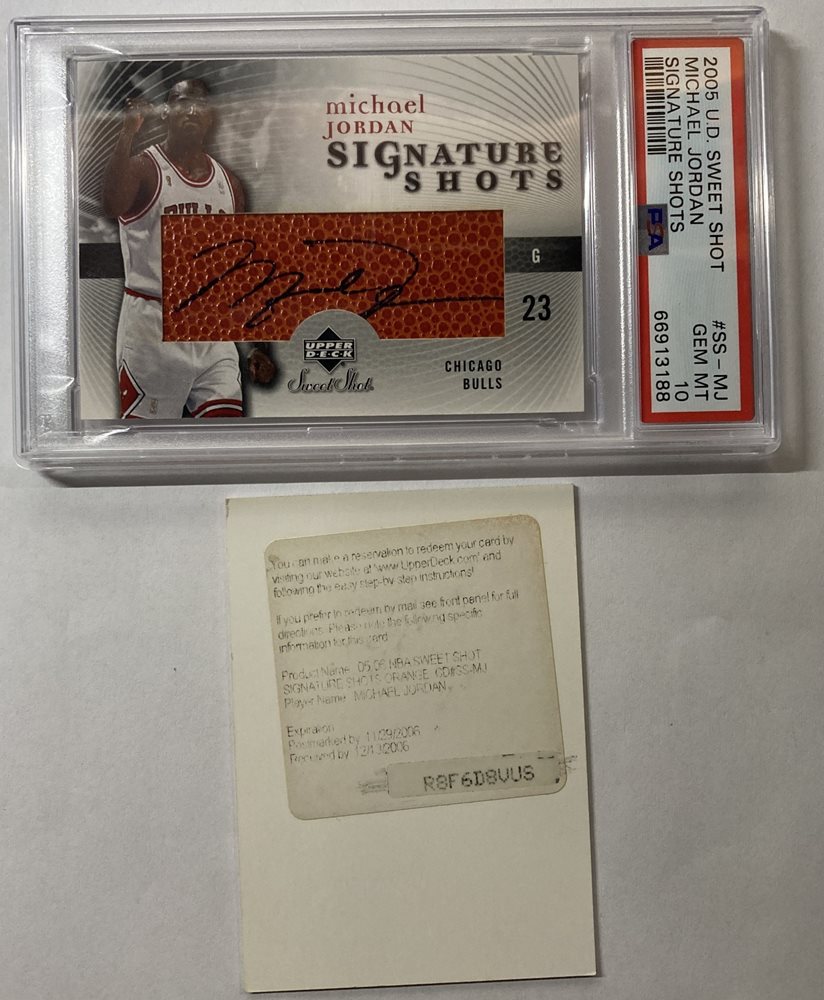 michael
JORDAN
SIGNATURE
SHOTS
BULLS
G
23
UPPER
DECK
Sweet Shot
CHICAGO
BULLS
2005 U.D. SWEET SHOT #SS-MJ
MICHAEL JORDAN GEM MT
SIGNATURE SHOTS 10
PSA 66913188
You can make a reservation to redeem your card by
visiting our website at 'www.UpperDeck.com' and
following the easy step-by-step instructions!
If you prefer to redeem by mail see front panel for full
directions. Please note the following specific
information for this card
Product Name: 05-06 NBA SWEET SHOT
SIGNATURE SHOTS ORANGE
Player Name: MICHAEL JORDAN
Expiration
Postmarked by 11/29/2006
Received by 12/13/2006
R8F6D8VUS